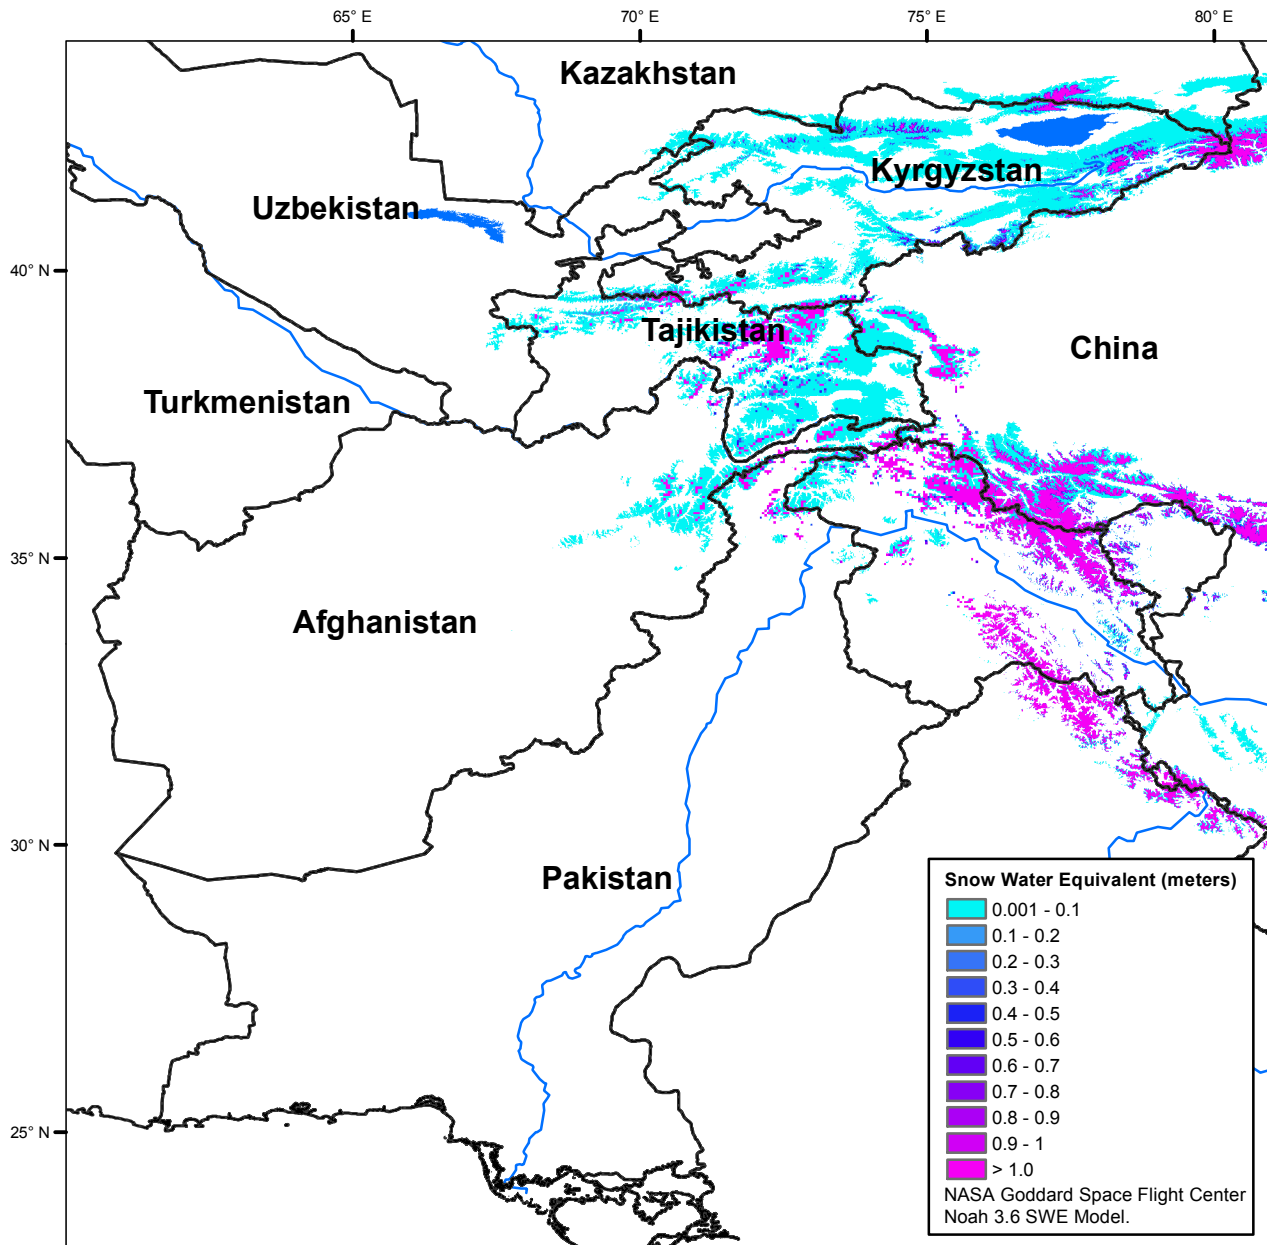 65° E
70° E
75° E
80° E
Kazakhstan
Kyrgyzstan
Uzbekistan
40° N
Tajikistan
China
Turkmenistan
35° N
Afghanistan
30° N
Pakistan
25° N
Snow Water Equivalent (meters)
0.001 - 0.1
0.1 - 0.2
0.2 - 0.3
0.3 - 0.4
0.4 - 0.5
0.5 - 0.6
0.6 - 0.7
0.7 - 0.8
0.8 - 0.9
0.9 - 1
> 1.0
NASA Goddard Space Flight Center
Noah 3.6 SWE Model.